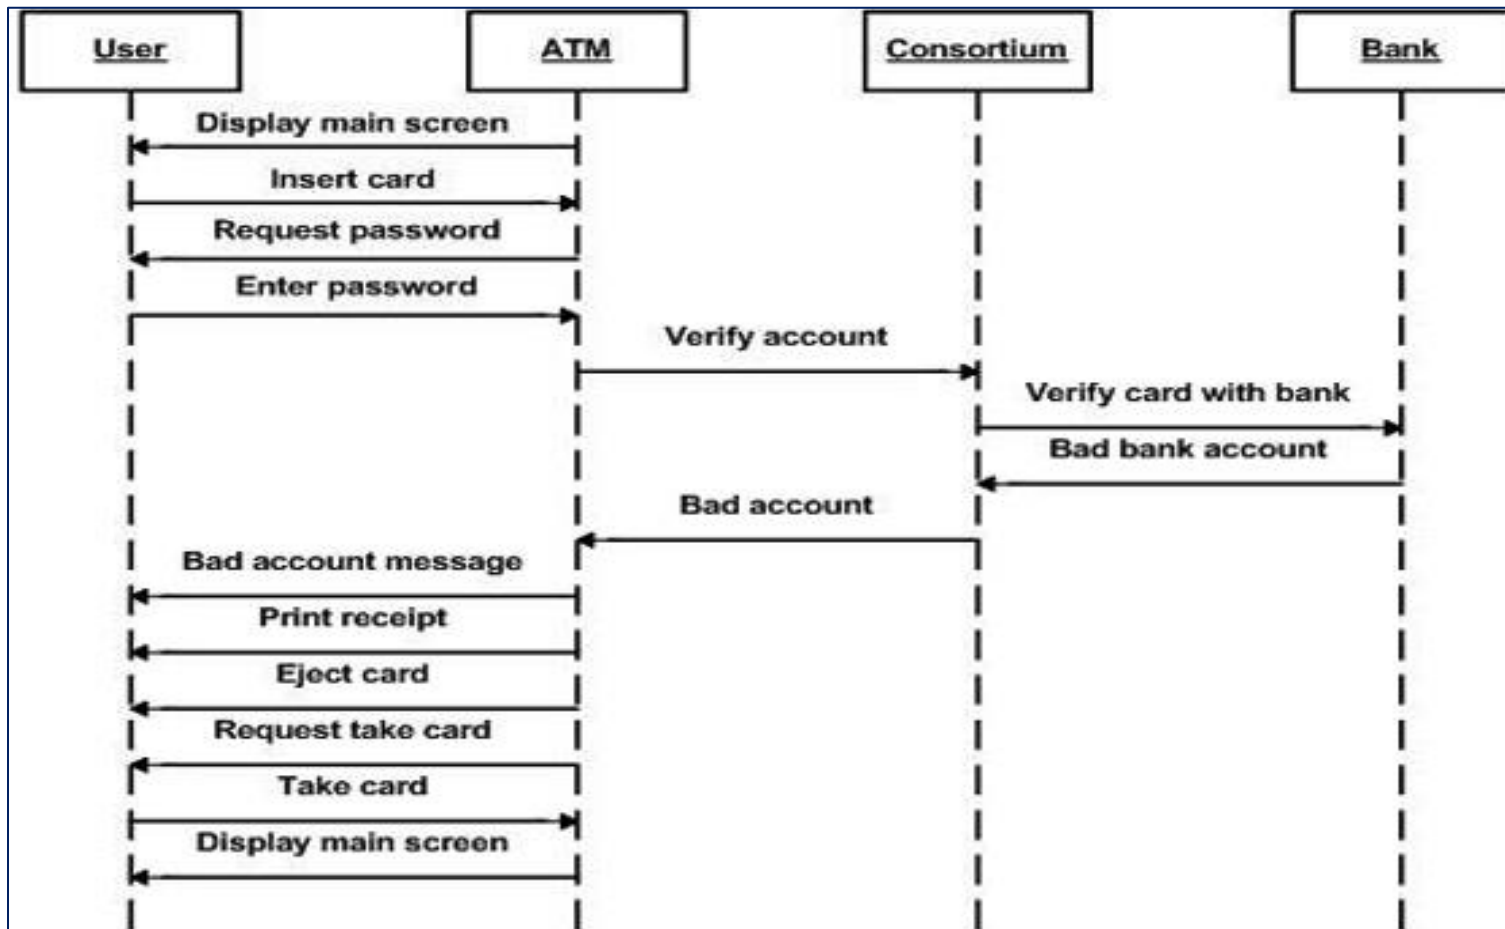 User
ATM
Consortium
Bank
Display main screen
Insert card
Request password
Enter password
Verify account
Verify card with bank
Bad bank account
Bad account
Bad account message
Print receipt
Eject card
Request take card
Take card
Display main screen